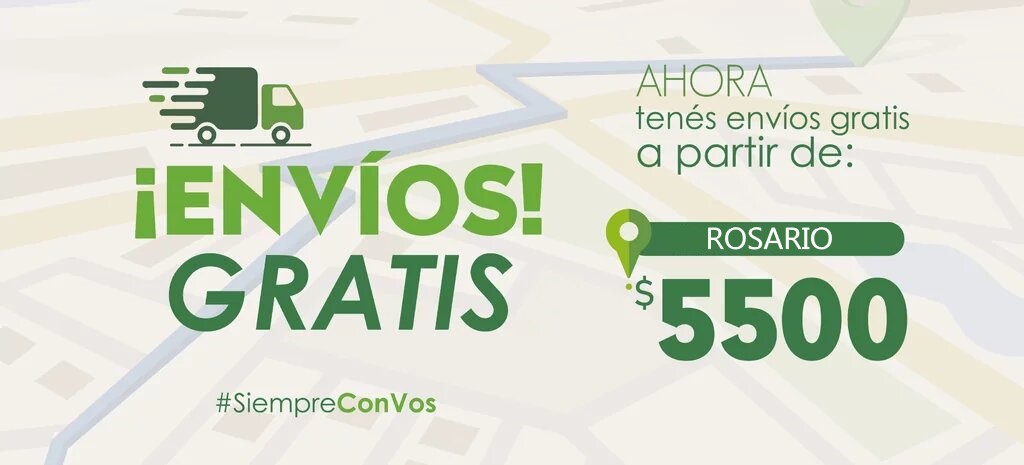 ¡ENVÍOS!
GRATIS
#SiempreConVos
AHORA
tenés envíos gratis
a partir de:
ROSARIO
$5500